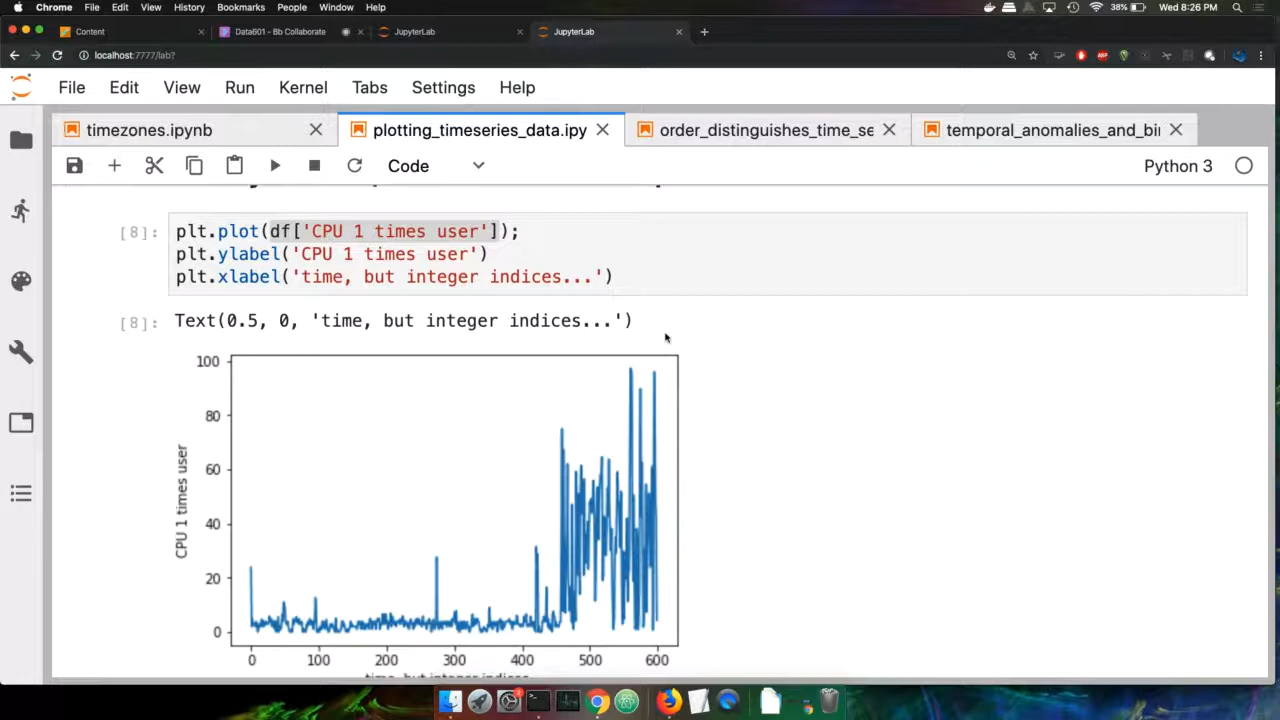 Chrome File Edit View History Bookmarks People Window Help 38% Wed 8:26 PM
Content Data601 - Bb Collaborate JupyterLab JupyterLab
localhost:7777/lab?
File Edit View Run Kernel Tabs Settings Help
timezones.ipynb plotting_timeseries_data.ipy order_distinguishes_time_se temporal_anomalies_and_bi
Code Python 3
[8]: plt.plot(df['CPU 1 times user']);
plt.ylabel('CPU 1 times user')
plt.xlabel('time, but integer indices...')
[8]: Text(0.5, 0, 'time, but integer indices...')
100
80
60
40
20
0
CPU 1 times user
0 100 200 300 400 500 600
time, but integer indices